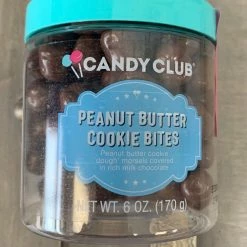 CANDY CLUB®
PEANUT BUTTER
COOKIE BITES
Peanut butter cookie
dough morsels covered
in rich milk chocolate
NET WT. 6 OZ. (170 g)